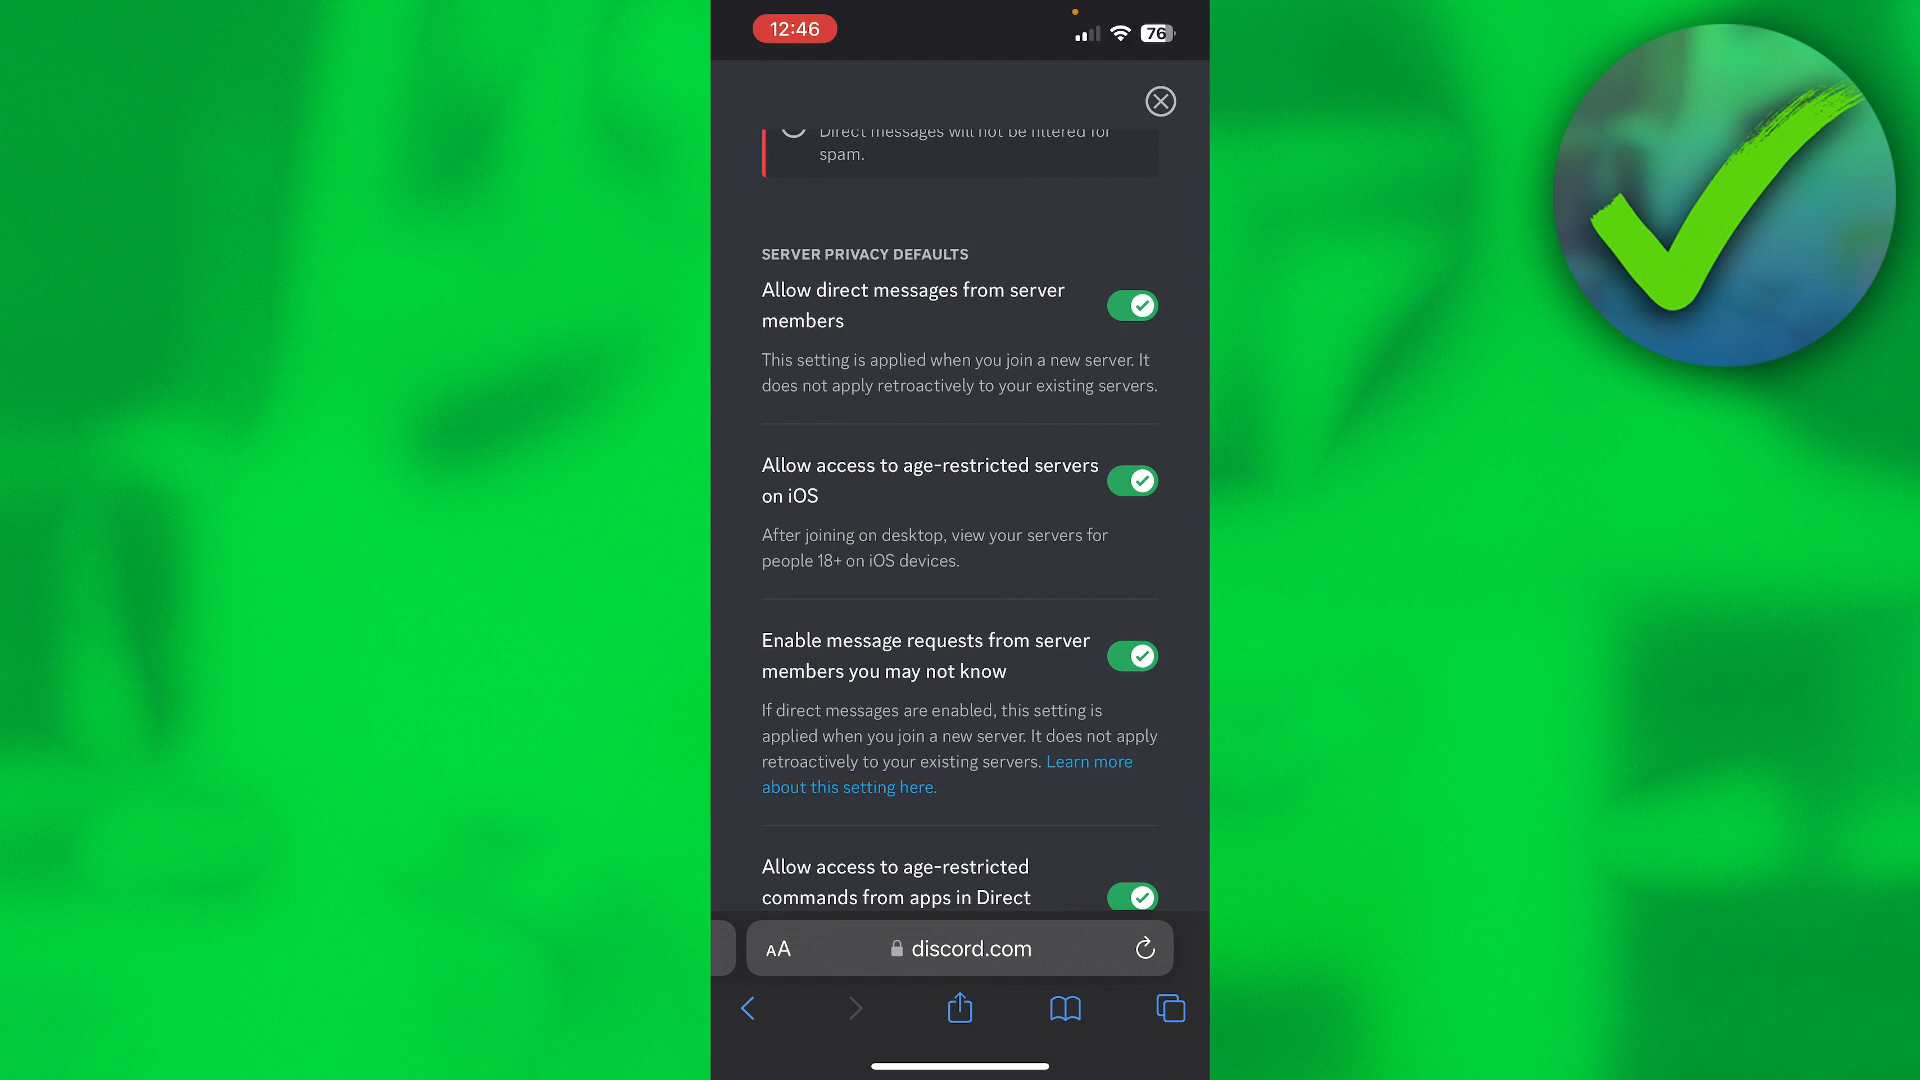 12:46
76
Direct messages will not be filtered for
spam.
SERVER PRIVACY DEFAULTS
Allow direct messages from server
members
This setting is applied when you join a new server. It
does not apply retroactively to your existing servers.
Allow access to age-restricted servers
on iOS
After joining on desktop, view your servers for
people 18+ on iOS devices.
Enable message requests from server
members you may not know
If direct messages are enabled, this setting is
applied when you join a new server. It does not apply
retroactively to your existing servers. Learn more
about this setting here.
Allow access to age-restricted
commands from apps in Direct
AA
discord.com